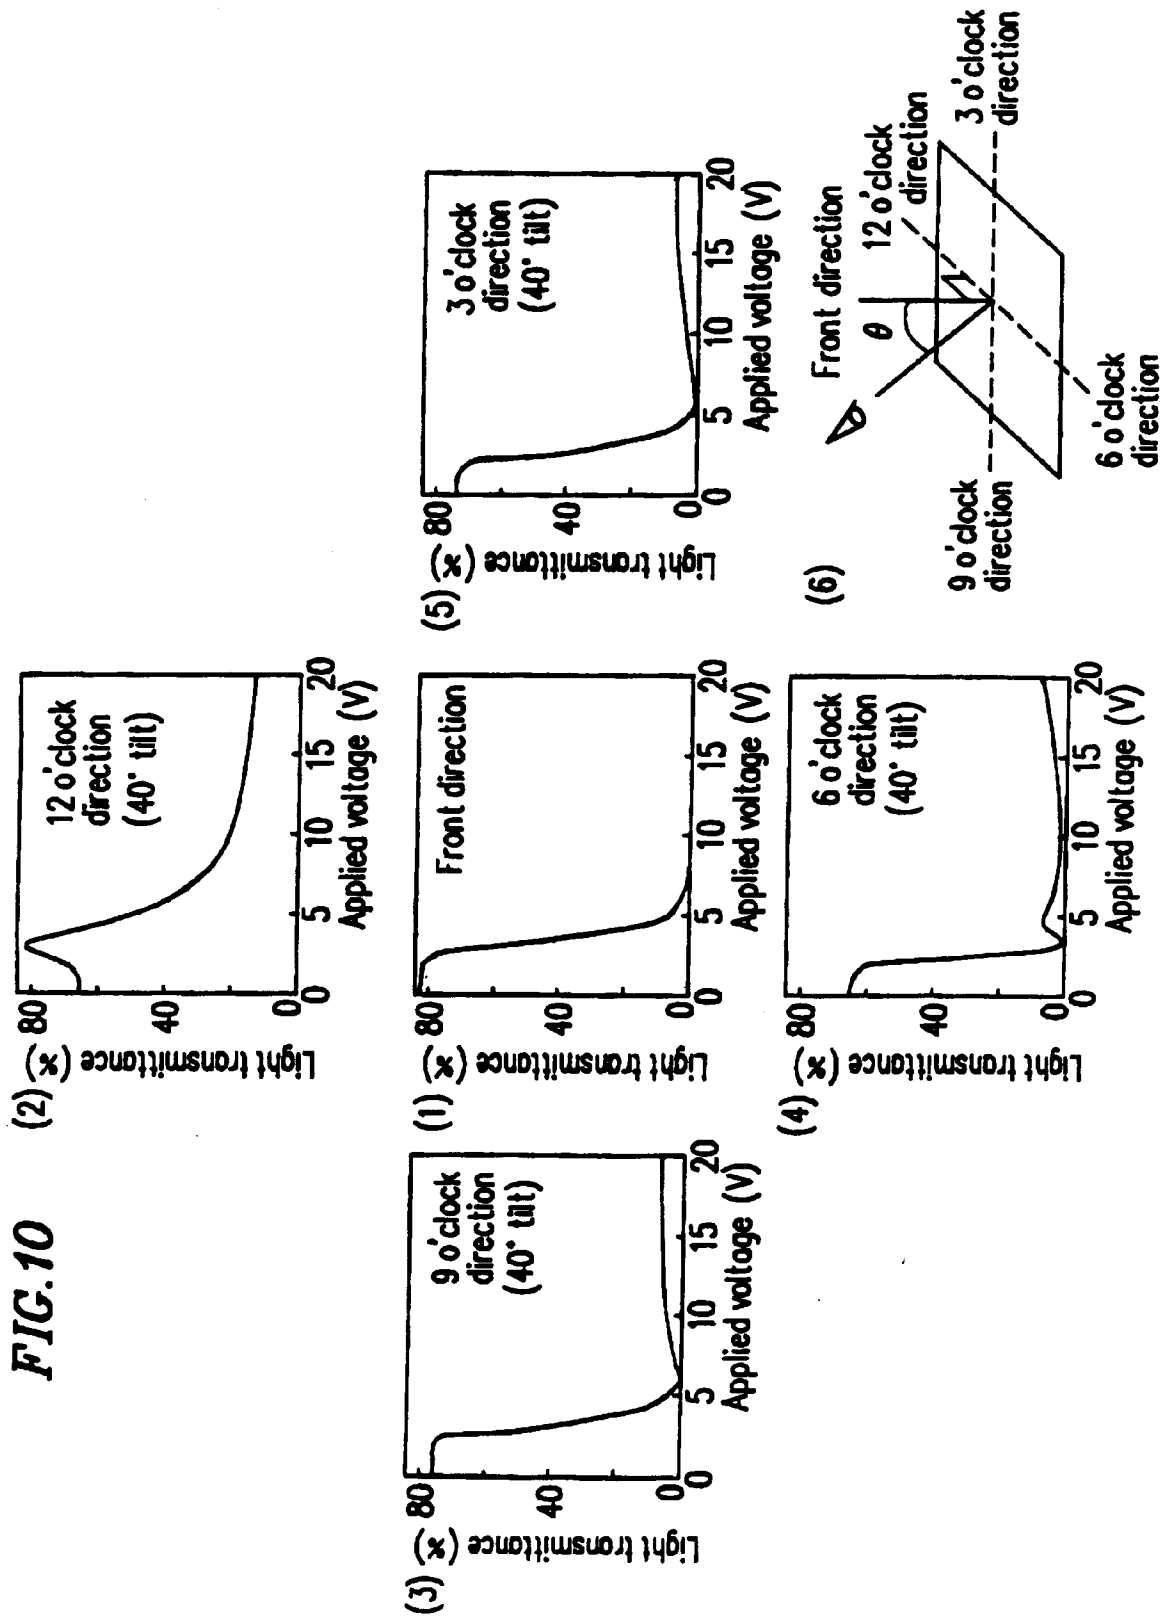 FIG.10
(2)
Light transmittance (%)
80
40
0
12 o'clock
direction
(40° tilt)
0 5 10 15 20
Applied voltage (V)
(3)
Light transmittance (%)
80
40
0
9 o'clock
direction
(40° tilt)
0 5 10 15 20
Applied voltage (V)
(1)
Light transmittance (%)
80
40
0
Front direction
0 5 10 15 20
Applied voltage (V)
(5)
Light transmittance (%)
80
40
0
3 o'clock
direction
(40° tilt)
0 5 10 15 20
Applied voltage (V)
(4)
Light transmittance (%)
80
40
0
6 o'clock
direction
(40° tilt)
0 5 10 15 20
Applied voltage (V)
(6)
Front direction
θ
12 o'clock
direction
9 o'clock
direction
3 o'clock
direction
6 o'clock
direction